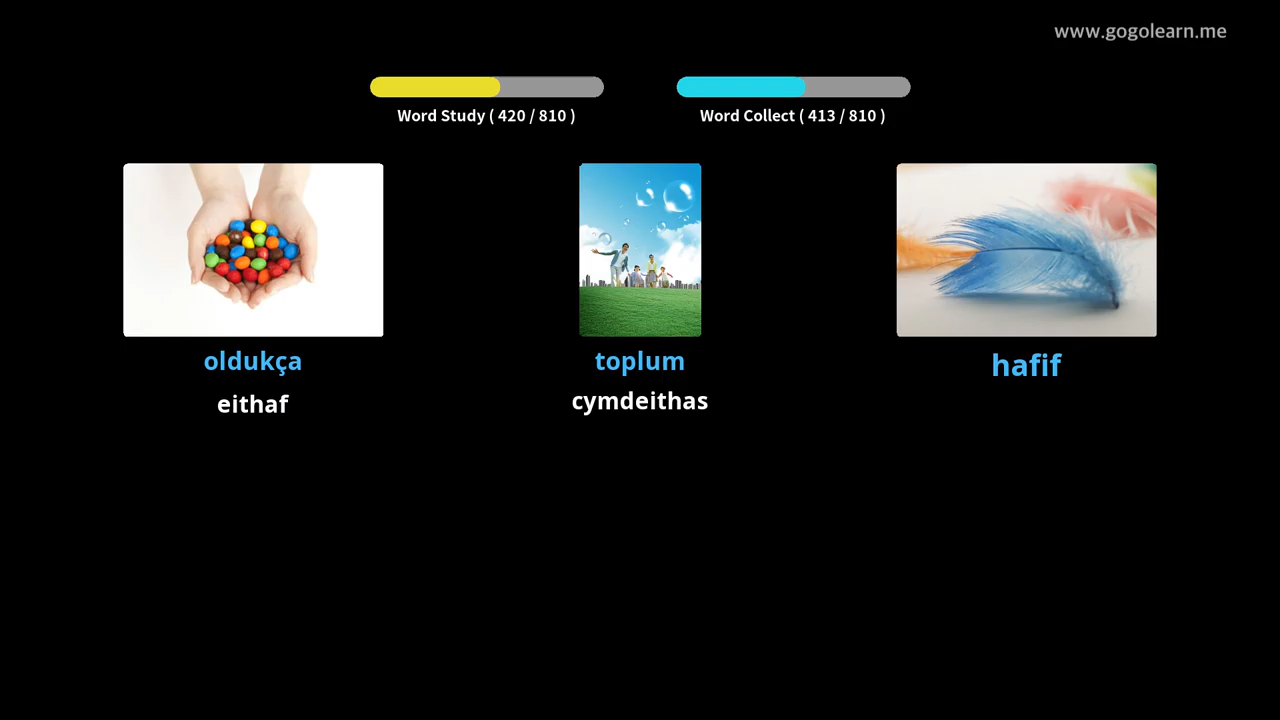 www.gogolearn.me
Word Study ( 420 / 810 )
Word Collect ( 413 / 810 )
oldukça
eithaf
toplum
cymdeithas
hafif